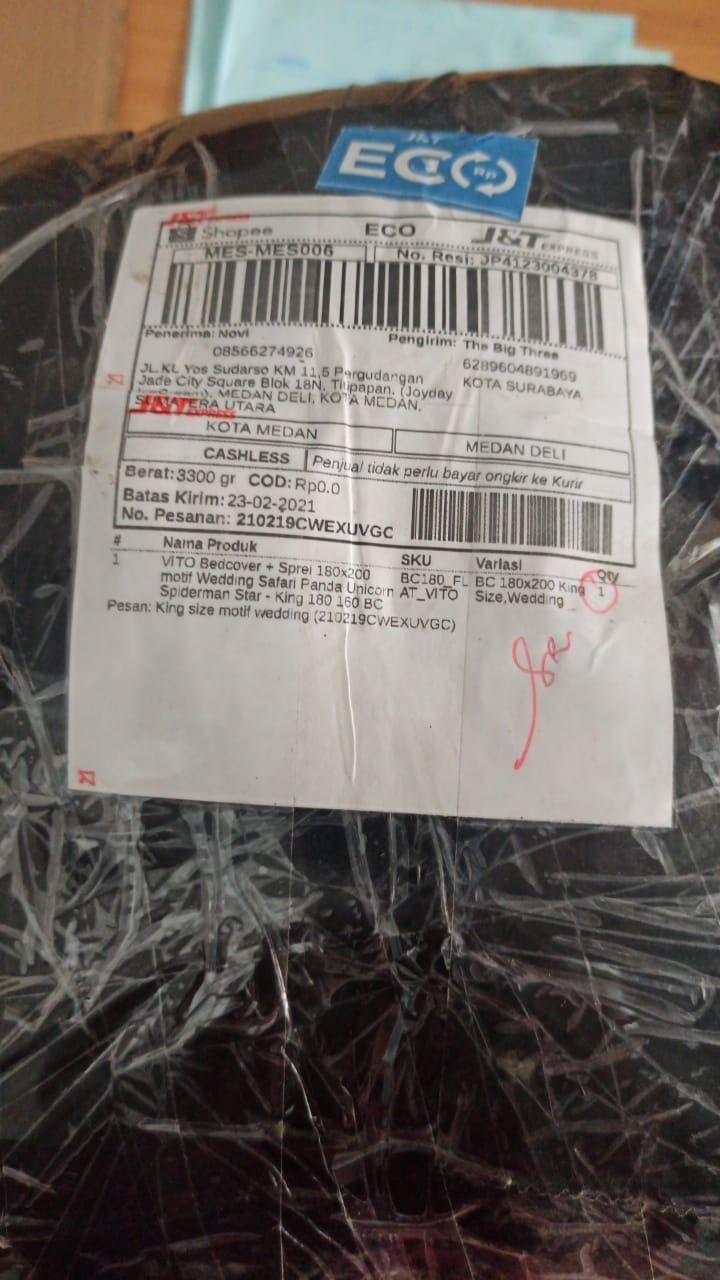 J&T
ECO RP
J&T EXPRESS
Shopee ECO J&T EXPRESS
MES-MES006 No. Resi: JP4123004378
Penerima: Novi Pengirim: The Big Three
08566274926 6289604891969
JL.KL Yos Sudarso KM 11,5 Pergudangan KOTA SURABAYA
Jade City Square Blok 18N, Titipapan. (Joyday
MEDAN DELI, KOTA MEDAN,
SUMATERA UTARA
J&T EXPRESS
KOTA MEDAN MEDAN DELI
CASHLESS Penjual tidak perlu bayar ongkir ke Kurir
Berat: 3300 gr COD: Rp0.0
Batas Kirim: 23-02-2021
No. Pesanan: 210219CWEXUVGC
# Nama Produk SKU Variasi Qty
1 VITO Bedcover + Sprei 180x200 BC180_FL BC 180x200 King 1
motif Wedding Safari Panda Unicorn AT_VITO Size,Wedding
Spiderman Star - King 180 160 BC
Pesan: King size motif wedding (210219CWEXUVGC)